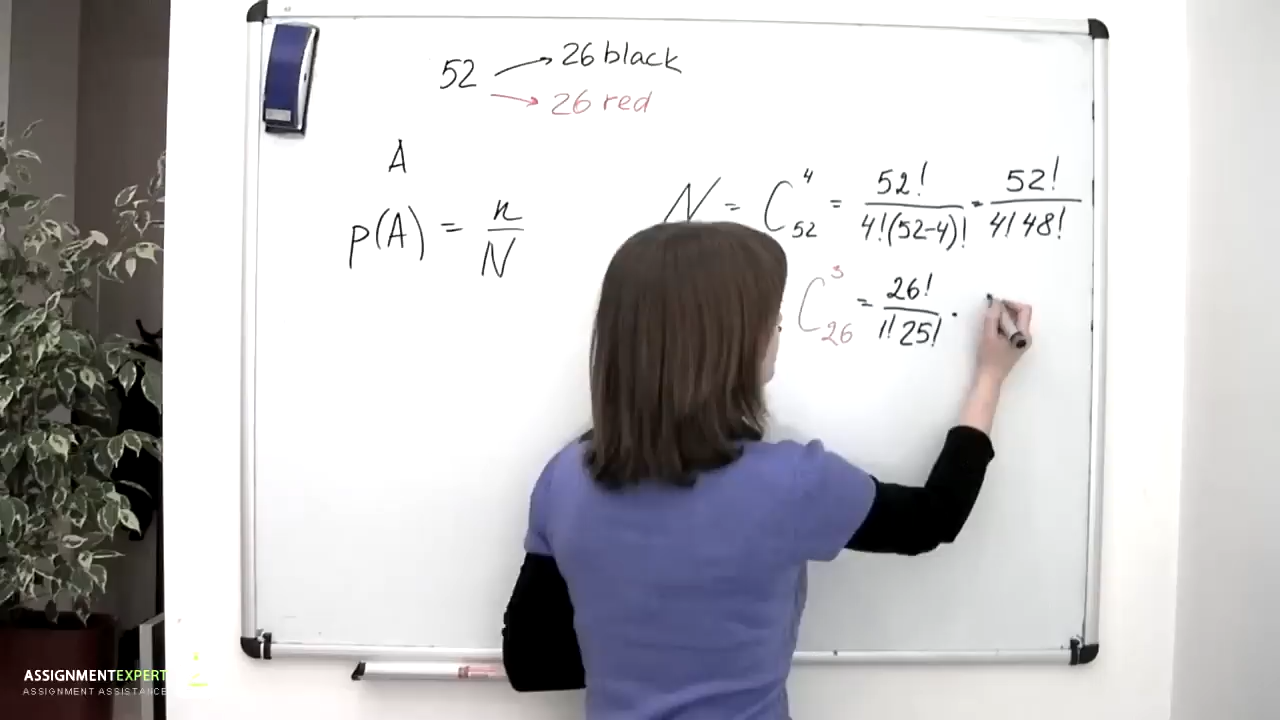 52 → 26 black
→ 26 red
A
p(A) = n/N
N = C⁴₅₂ = 52!/4!(52-4)! = 52!/4!48!
C³₂₆ = 26!/1!25! ·
ASSIGNMENTEXPERT
ASSIGNMENT ASSISTANCE